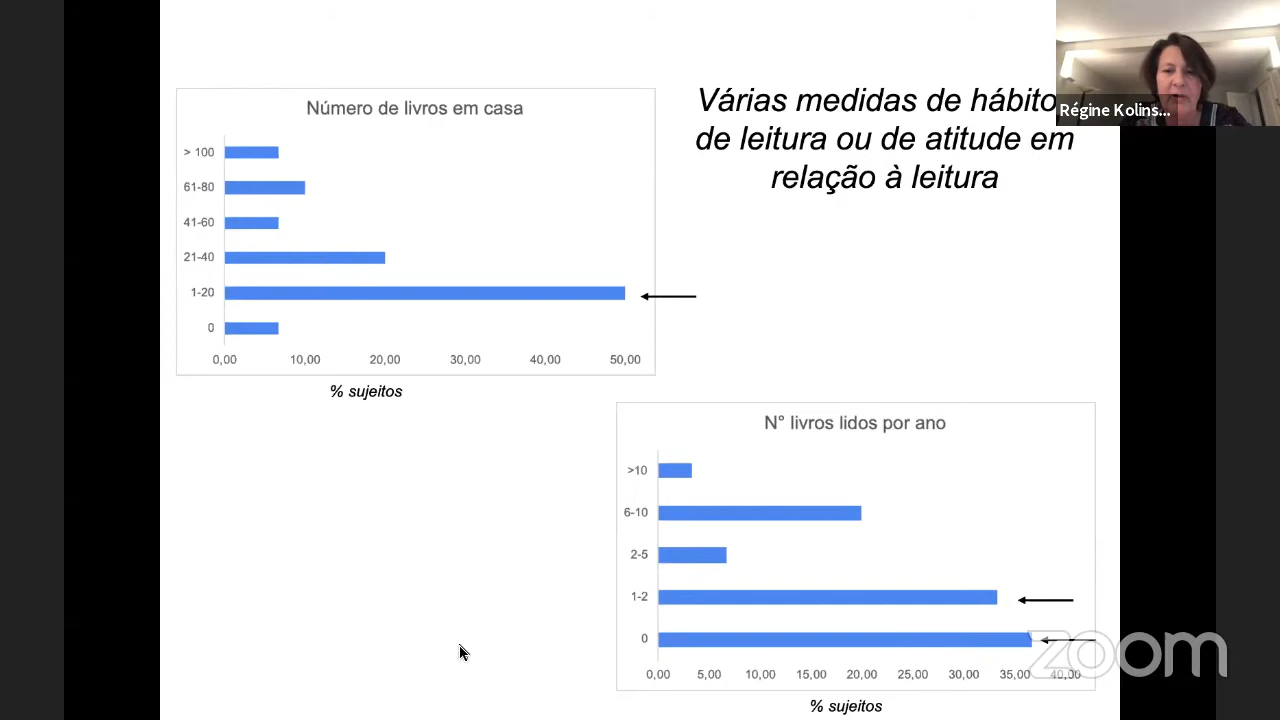 Várias medidas de hábito
de leitura ou de atitude em
relação à leitura
Régine Kolins...
Número de livros em casa
> 100
61-80
41-60
21-40
1-20
0
0,00 10,00 20,00 30,00 40,00 50,00
% sujeitos
N° livros lidos por ano
>10
6-10
2-5
1-2
0
0,00 5,00 10,00 15,00 20,00 25,00 30,00 35,00 40,00
% sujeitos
zoom